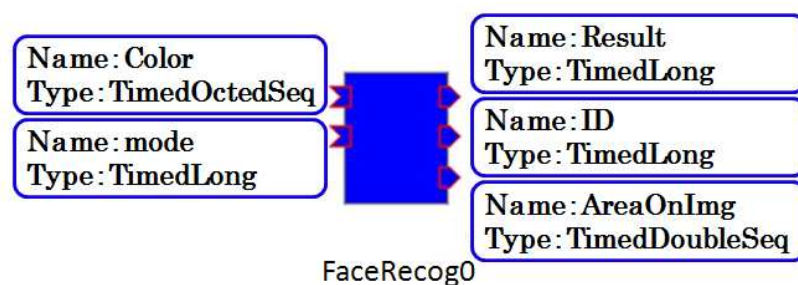 Name:Color
Type:TimedOctedSeq
Name:mode
Type:TimedLong
Name:Result
Type:TimedLong
Name:ID
Type:TimedLong
Name:AreaOnImg
Type:TimedDoubleSeq
FaceRecog0